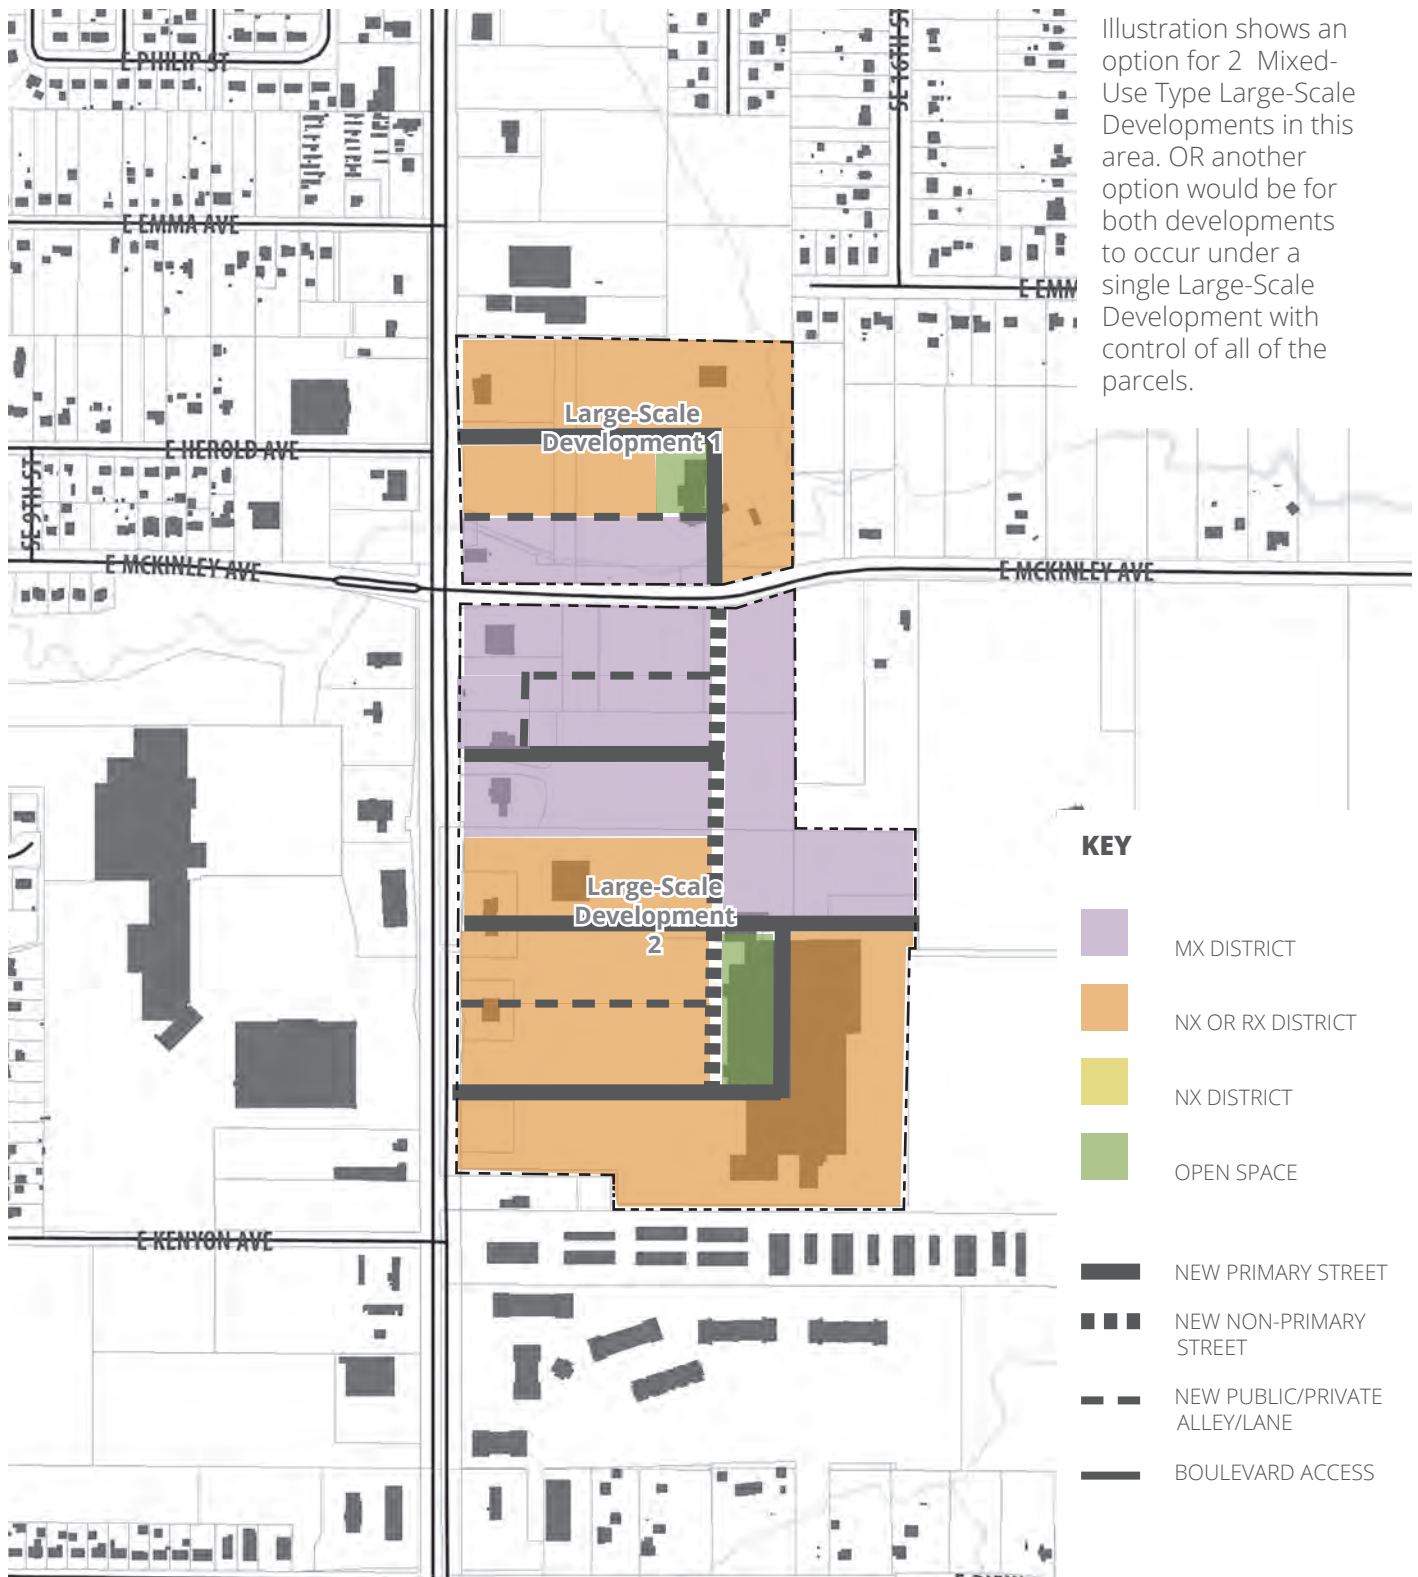 Illustration shows an
option for 2 Mixed-
Use Type Large-Scale
Developments in this
area. OR another
option would be for
both developments
to occur under a
single Large-Scale
Development with
control of all of the
parcels.
E PHILIP ST
SE 16TH ST
E EMMA AVE
E EMM
Large-Scale
Development 1
E HEROLD AVE
SE 9TH ST
E MCKINLEY AVE
E MCKINLEY AVE
Large-Scale
Development
2
E KENYON AVE
KEY
MX DISTRICT
NX OR RX DISTRICT
NX DISTRICT
OPEN SPACE
NEW PRIMARY STREET
NEW NON-PRIMARY
STREET
NEW PUBLIC/PRIVATE
ALLEY/LANE
BOULEVARD ACCESS